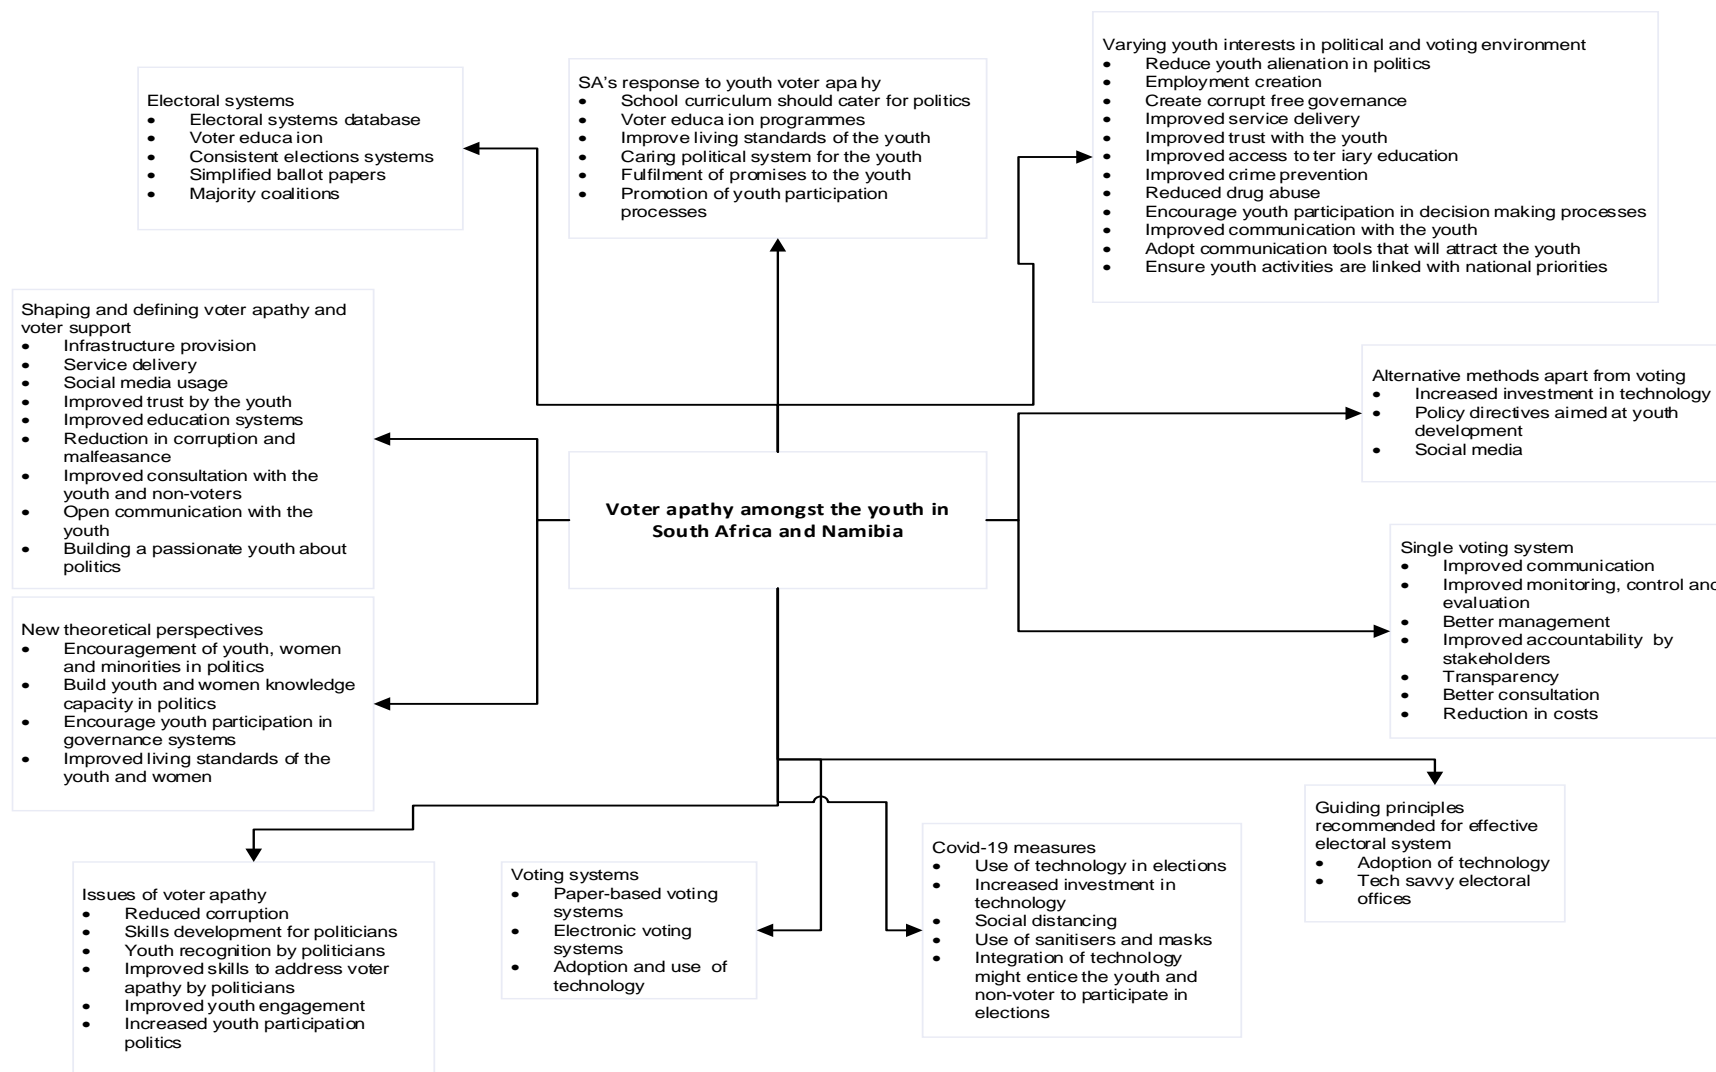 Electoral systems
• Electoral systems database
• Voter educa ion
• Consistent elections systems
• Simplified ballot papers
• Majority coalitions
SA's response to youth voter apa hy
• School curriculum should cater for politics
• Voter educa ion programmes
• Improve living standards of the youth
• Caring political system for the youth
• Fulfilment of promises to the youth
• Promotion of youth participation
processes
Varying youth interests in political and voting environment
• Reduce youth alienation in politics
• Employment creation
• Create corrupt free governance
• Improved service delivery
• Improved trust with the youth
• Improved access to ter iary education
• Improved crime prevention
• Reduced drug abuse
• Encourage youth participation in decision making processes
• Improved communication with the youth
• Adopt communication tools that will attract the youth
• Ensure youth activities are linked with national priorities
Shaping and defining voter apathy and
voter support
• Infrastructure provision
• Service delivery
• Social media usage
• Improved trust by the youth
• Improved education systems
• Reduction in corruption and
malfeasance
• Improved consultation with the
youth and non-voters
• Open communication with the
youth
• Building a passionate youth about
politics
Voter apathy amongst the youth in
South Africa and Namibia
Alternative methods apart from voting
• Increased investment in technology
• Policy directives aimed at youth
development
• Social media
Single voting system
• Improved communication
• Improved monitoring, control and
evaluation
• Better management
• Improved accountability by
stakeholders
• Transparency
• Better consultation
• Reduction in costs
New theoretical perspectives
• Encouragement of youth, women
and minorities in politics
• Build youth and women knowledge
capacity in politics
• Encourage youth participation in
governance systems
• Improved living standards of the
youth and women
Issues of voter apathy
• Reduced corruption
• Skills development for politicians
• Youth recognition by politicians
• Improved skills to address voter
apathy by politicians
• Improved youth engagement
• Increased youth participation
politics
Voting systems
• Paper-based voting
systems
• Electronic voting
systems
• Adoption and use of
technology
Covid-19 measures
• Use of technology in elections
• Increased investment in
technology
• Social distancing
• Use of sanitisers and masks
• Integration of technology
might entice the youth and
non-voter to participate in
elections
Guiding principles
recommended for effective
electoral system
• Adoption of technology
• Tech savvy electoral
offices